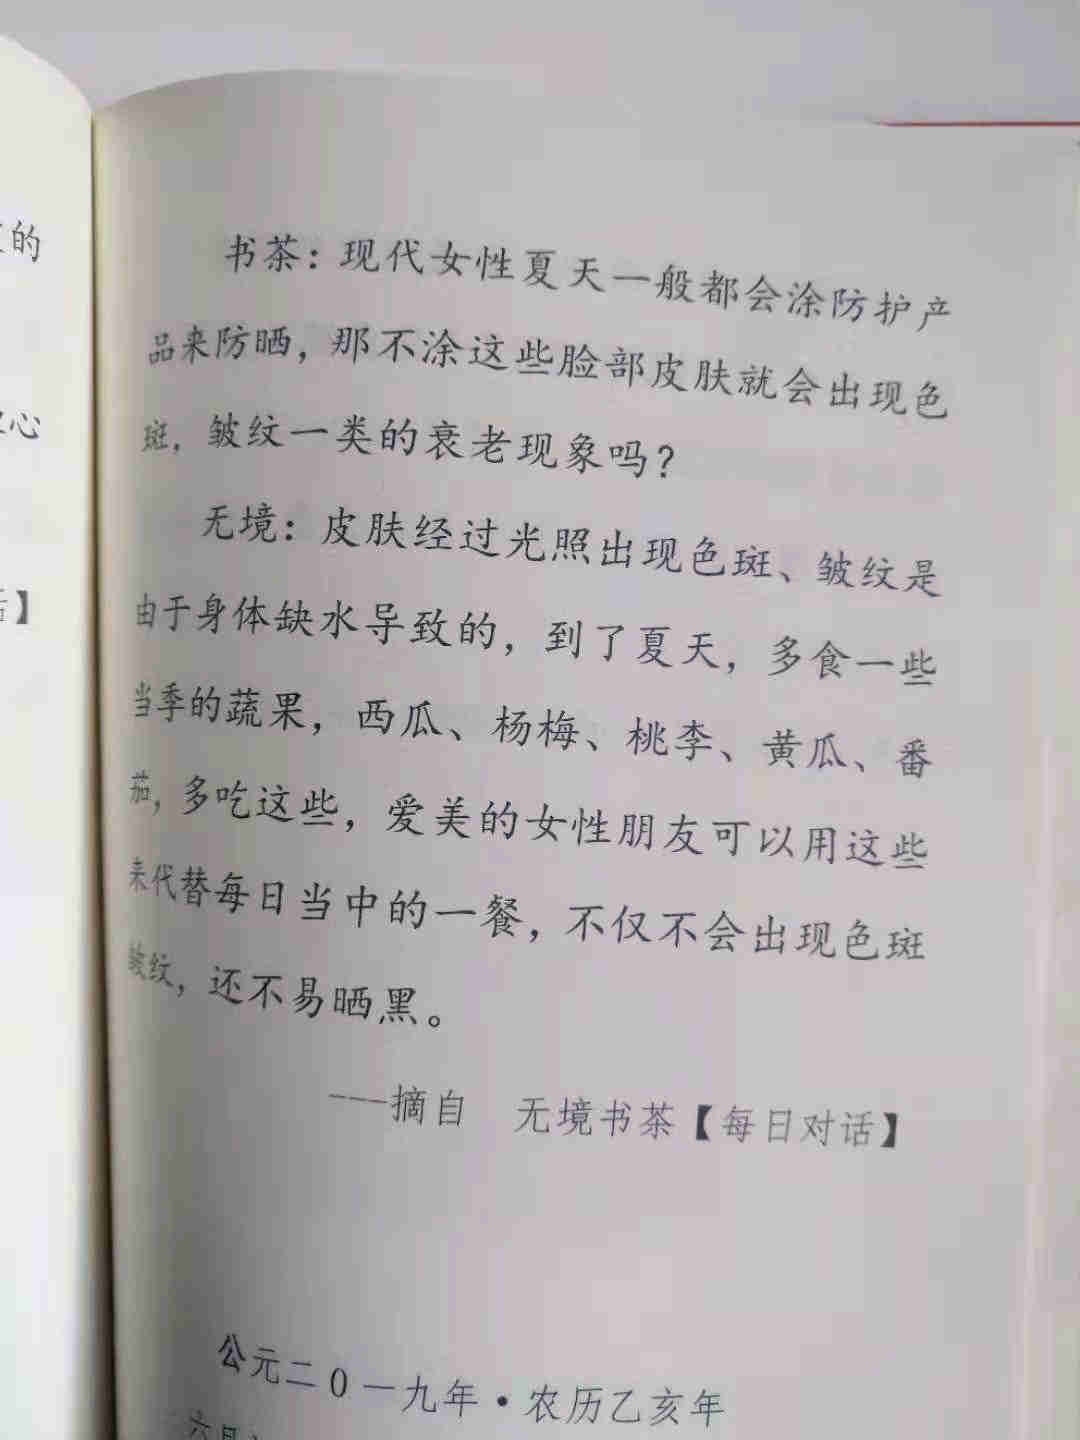 的
心
】
书茶：现代女性夏天一般都会涂防护产
品来防晒，那不涂这些脸部皮肤就会出现色
斑，皱纹一类的衰老现象吗？
无境：皮肤经过光照出现色斑、皱纹是
由于身体缺水导致的，到了夏天，多食一些
当季的蔬果，西瓜、杨梅、桃李、黄瓜、番
茄，多吃这些，爱美的女性朋友可以用这些
来代替每日当中的一餐，不仅不会出现色斑
皱纹，还不易晒黑。
——摘自 无境书茶【每日对话】
公元二0一九年·农历乙亥年
六月